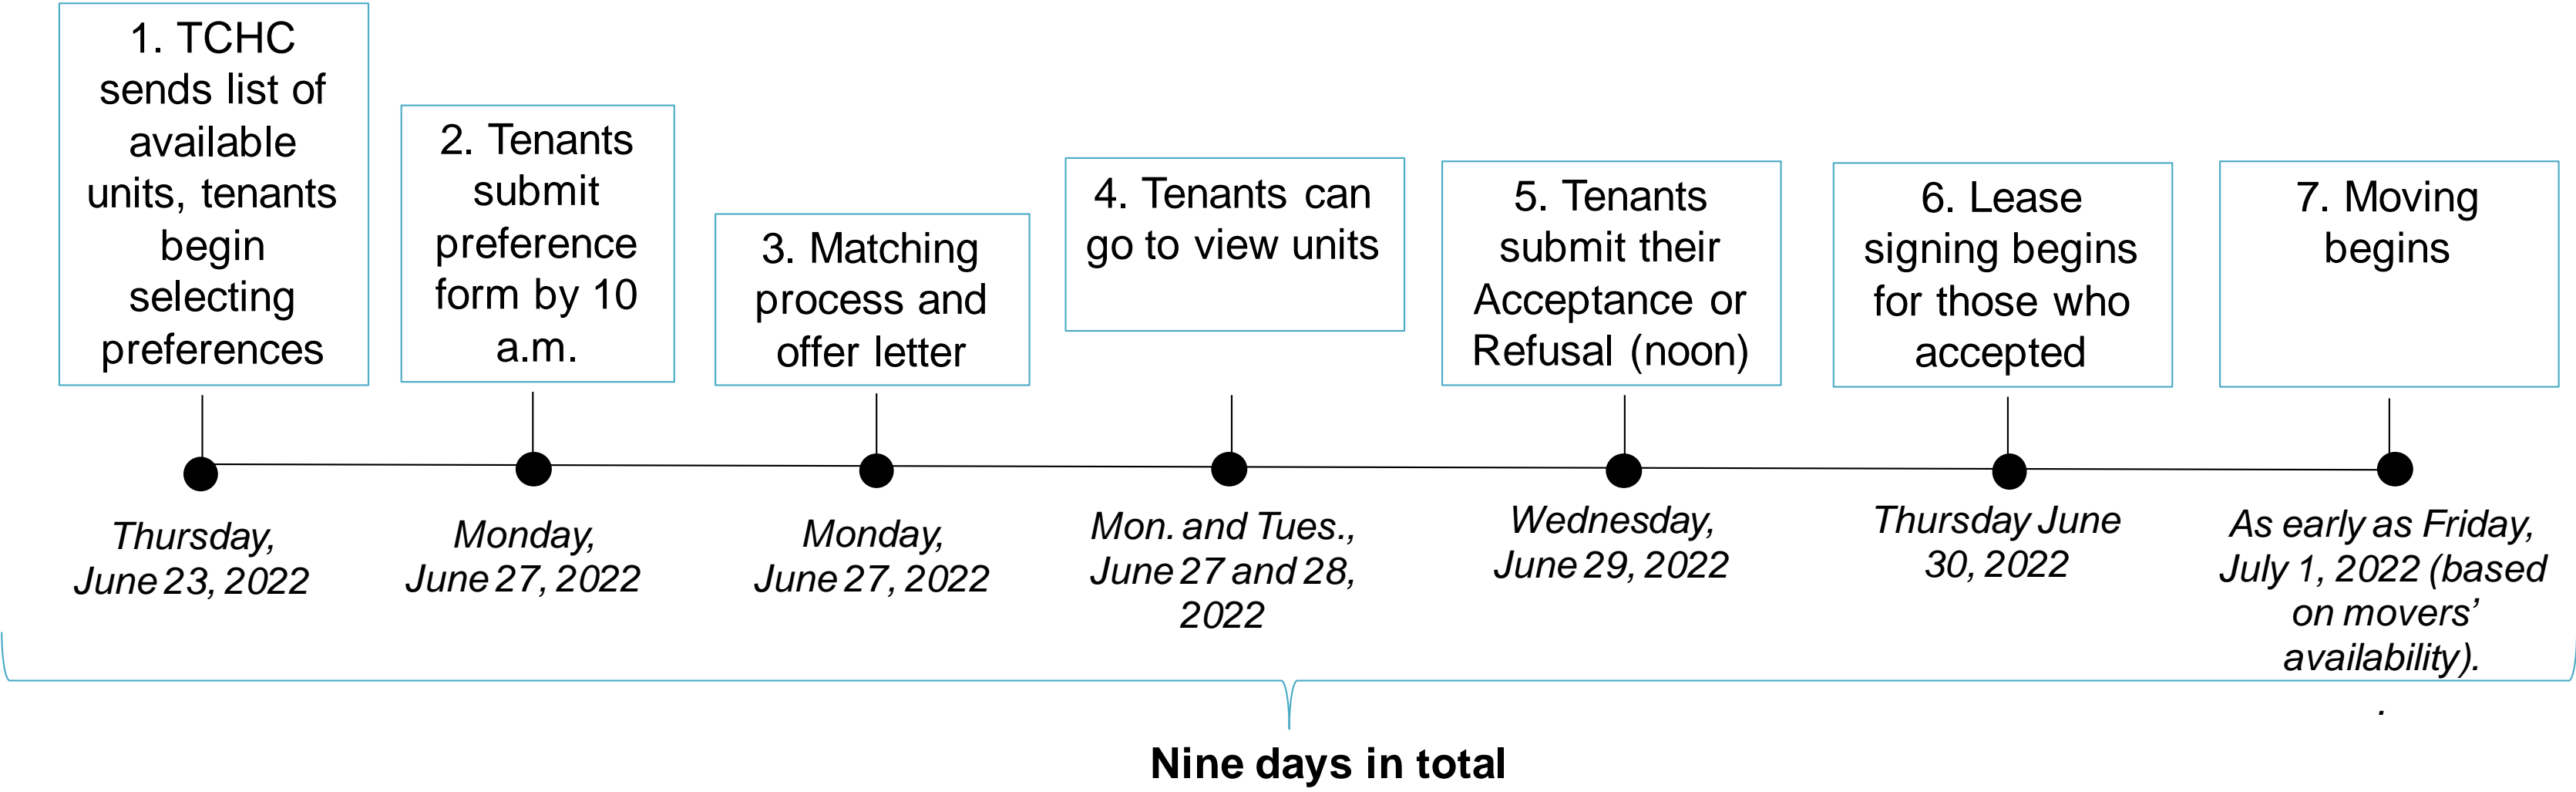 1. TCHC
sends list of
available
units, tenants
begin
selecting
preferences
2. Tenants
submit
preference
form by 10
a.m.
3. Matching
process and
offer letter
4. Tenants can
go to view units
5. Tenants
submit their
Acceptance or
Refusal (noon)
6. Lease
signing begins
for those who
accepted
7. Moving
begins
Thursday,
June 23, 2022
Monday,
June 27, 2022
Monday,
June 27, 2022
Mon. and Tues.,
June 27 and 28,
2022
Wednesday,
June 29, 2022
Thursday June
30, 2022
As early as Friday,
July 1, 2022 (based
on movers’
availability).
.
Nine days in total